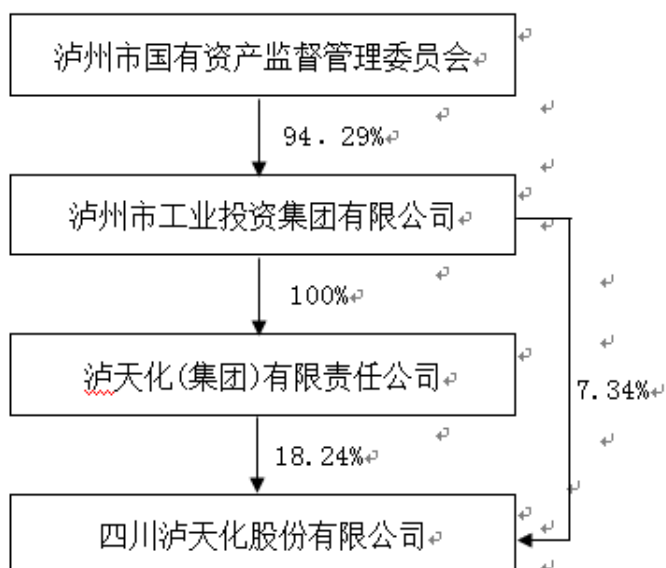 泸州市国有资产监督管理委员会
94．29%
泸州市工业投资集团有限公司
100%
泸天化(集团)有限责任公司
7.34%
18.24%
四川泸天化股份有限公司